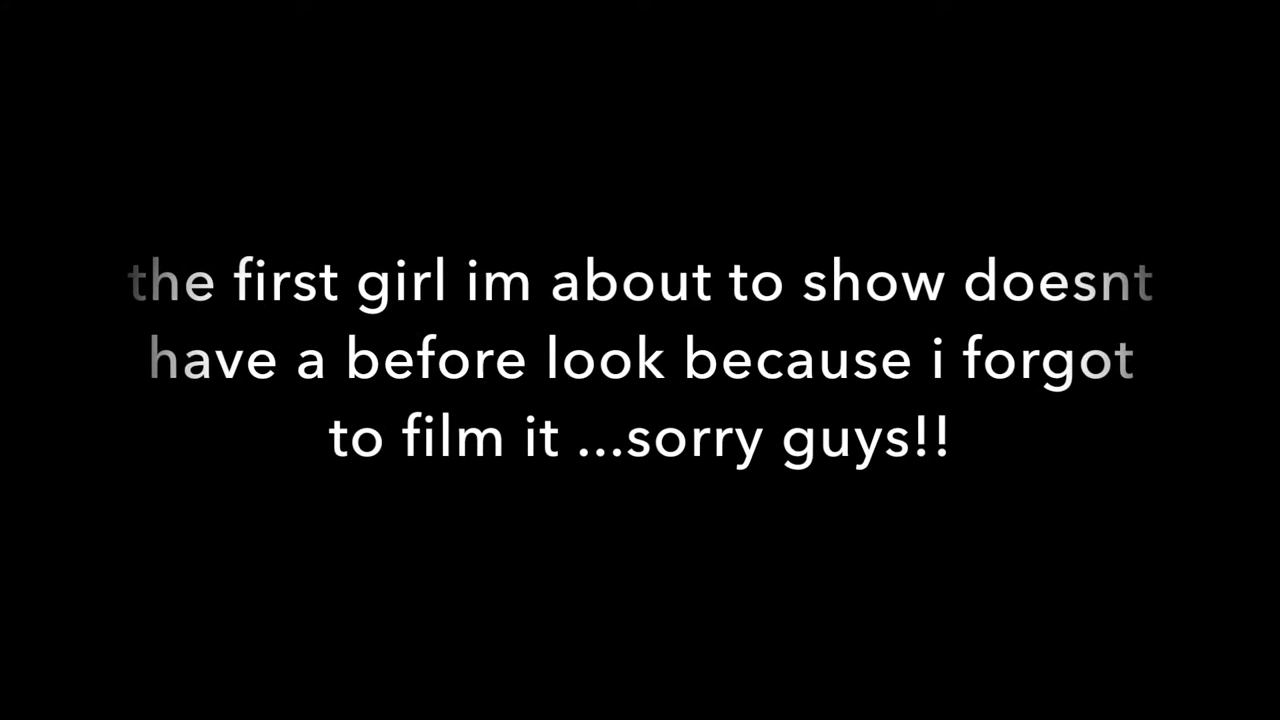 the first girl im about to show doesnt
have a before look because i forgot
to film it ...sorry guys!!